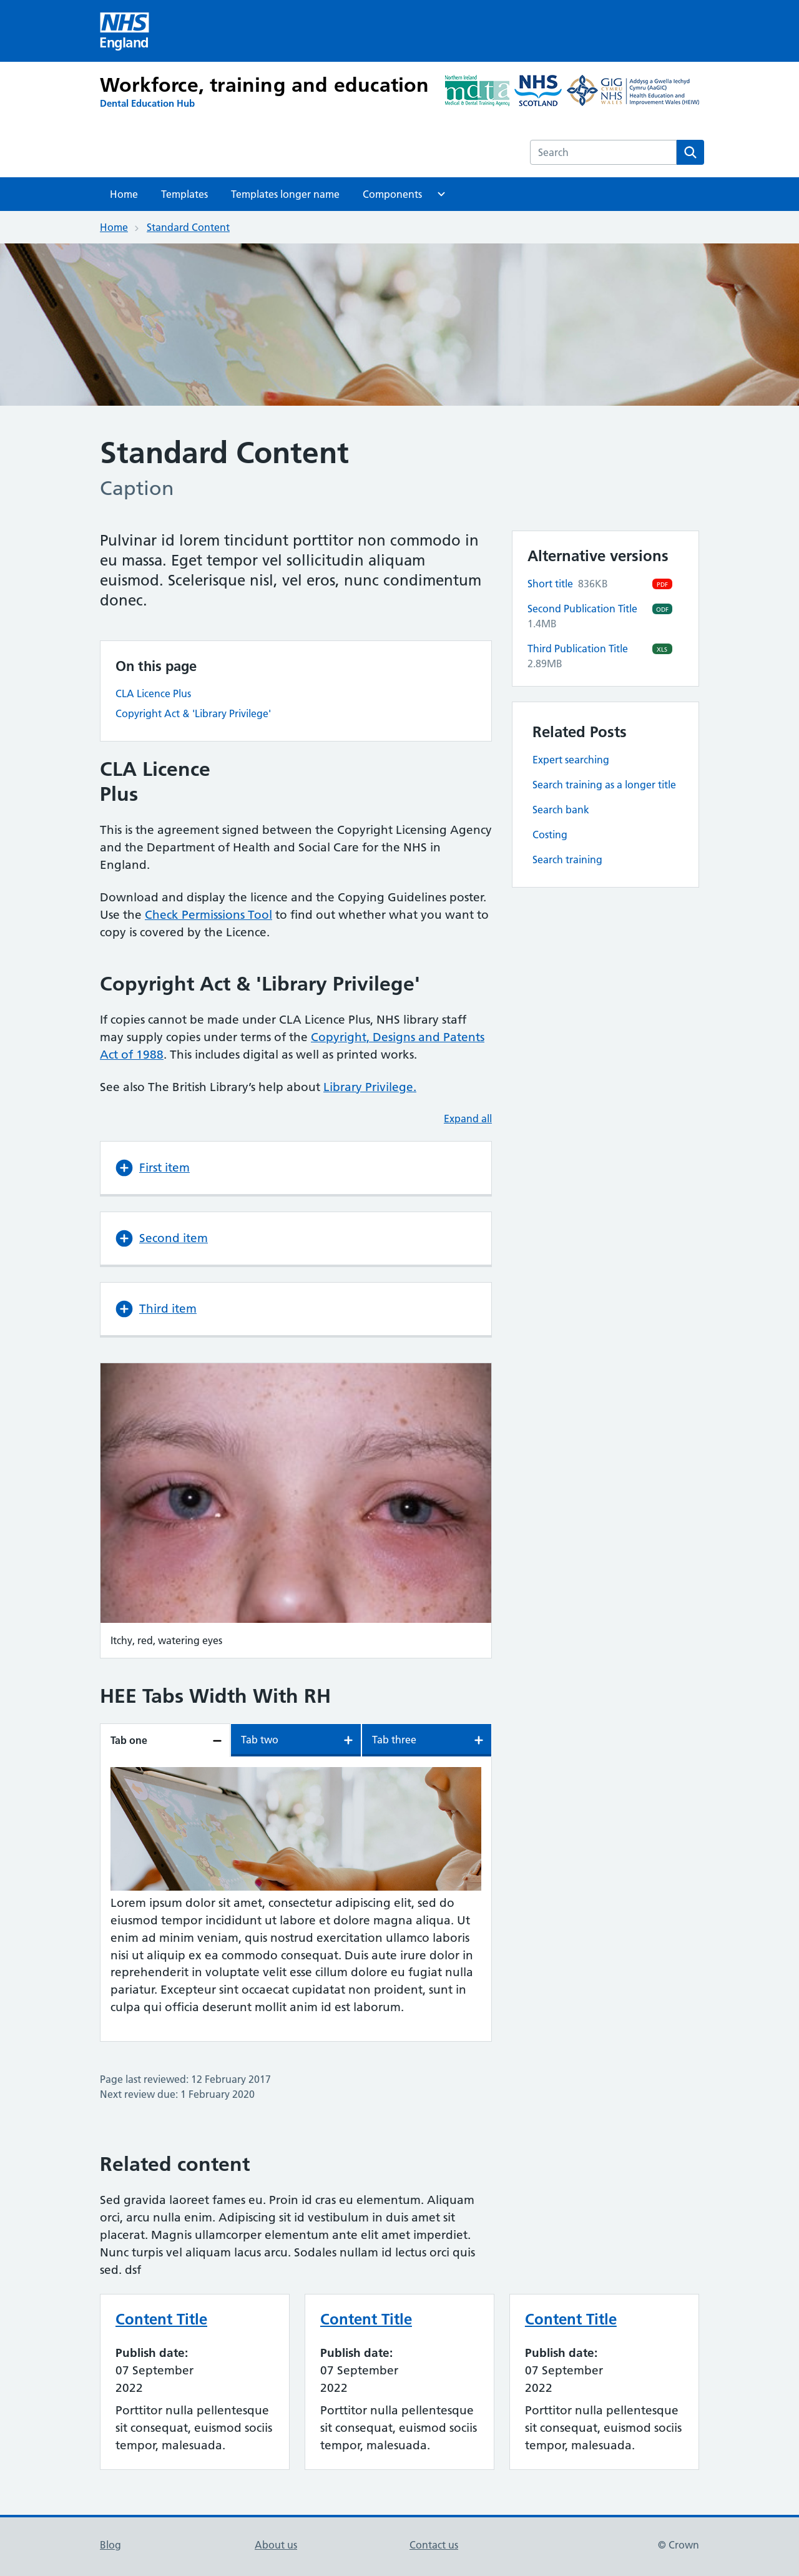 NHS
England
Workforce, training and education
Dental Education Hub
Northern Ireland
mdta
Medical & Dental Training Agency
NHS
SCOTLAND
GIG
CYMRU
NHS
WALES
Addysg a Gwella Iechyd
Cymru (AaGIC)
Health Education and
Improvement Wales (HEIW)
Search
Home Templates Templates longer name Components
Home Standard Content
Standard Content
Caption
Pulvinar id lorem tincidunt porttitor non commodo in
eu massa. Eget tempor vel sollicitudin aliquam
euismod. Scelerisque nisl, vel eros, nunc condimentum
donec.
On this page
CLA Licence Plus
Copyright Act & 'Library Privilege'
CLA Licence
Plus
This is the agreement signed between the Copyright Licensing Agency
and the Department of Health and Social Care for the NHS in
England.
Download and display the licence and the Copying Guidelines poster.
Use the Check Permissions Tool to find out whether what you want to
copy is covered by the Licence.
Copyright Act & 'Library Privilege'
If copies cannot be made under CLA Licence Plus, NHS library staff
may supply copies under terms of the Copyright, Designs and Patents
Act of 1988. This includes digital as well as printed works.
See also The British Library’s help about Library Privilege.
Expand all
First item
Second item
Third item
Itchy, red, watering eyes
HEE Tabs Width With RH
Tab one Tab two Tab three
Lorem ipsum dolor sit amet, consectetur adipiscing elit, sed do
eiusmod tempor incididunt ut labore et dolore magna aliqua. Ut
enim ad minim veniam, quis nostrud exercitation ullamco laboris
nisi ut aliquip ex ea commodo consequat. Duis aute irure dolor in
reprehenderit in voluptate velit esse cillum dolore eu fugiat nulla
pariatur. Excepteur sint occaecat cupidatat non proident, sunt in
culpa qui officia deserunt mollit anim id est laborum.
Page last reviewed: 12 February 2017
Next review due: 1 February 2020
Alternative versions
Short title 836KB PDF
Second Publication Title ODF
1.4MB
Third Publication Title XLS
2.89MB
Related Posts
Expert searching
Search training as a longer title
Search bank
Costing
Search training
Related content
Sed gravida laoreet fames eu. Proin id cras eu elementum. Aliquam
orci, arcu nulla enim. Adipiscing sit id vestibulum in duis amet sit
placerat. Magnis ullamcorper elementum ante elit amet imperdiet.
Nunc turpis vel aliquam lacus arcu. Sodales nullam id lectus orci quis
sed. dsf
Content Title
Publish date:
07 September
2022
Porttitor nulla pellentesque
sit consequat, euismod sociis
tempor, malesuada.
Content Title
Publish date:
07 September
2022
Porttitor nulla pellentesque
sit consequat, euismod sociis
tempor, malesuada.
Content Title
Publish date:
07 September
2022
Porttitor nulla pellentesque
sit consequat, euismod sociis
tempor, malesuada.
Blog About us Contact us © Crown